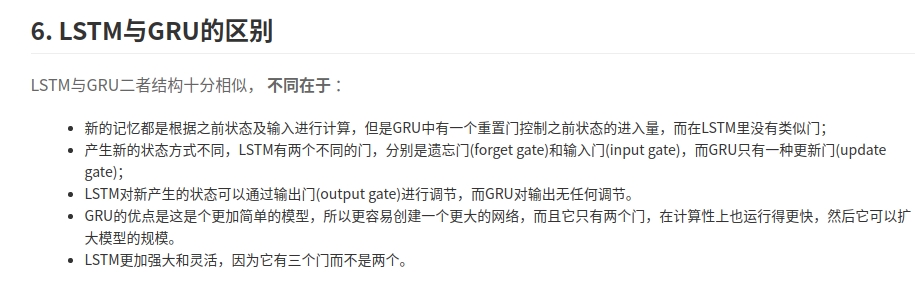 6. LSTM与GRU的区别
LSTM与GRU二者结构十分相似， 不同在于：
新的记忆都是根据之前状态及输入进行计算，但是GRU中有一个重置门控制之前状态的进入量，而在LSTM里没有类似门；
产生新的状态方式不同，LSTM有两个不同的门，分别是遗忘门(forget gate)和输入门(input gate)，而GRU只有一种更新门(update
gate)；
LSTM对新产生的状态可以通过输出门(output gate)进行调节，而GRU对输出无任何调节。
GRU的优点是这是个更加简单的模型，所以更容易创建一个更大的网络，而且它只有两个门，在计算性上也运行得更快，然后它可以扩
大模型的规模。
LSTM更加强大和灵活，因为它有三个门而不是两个。